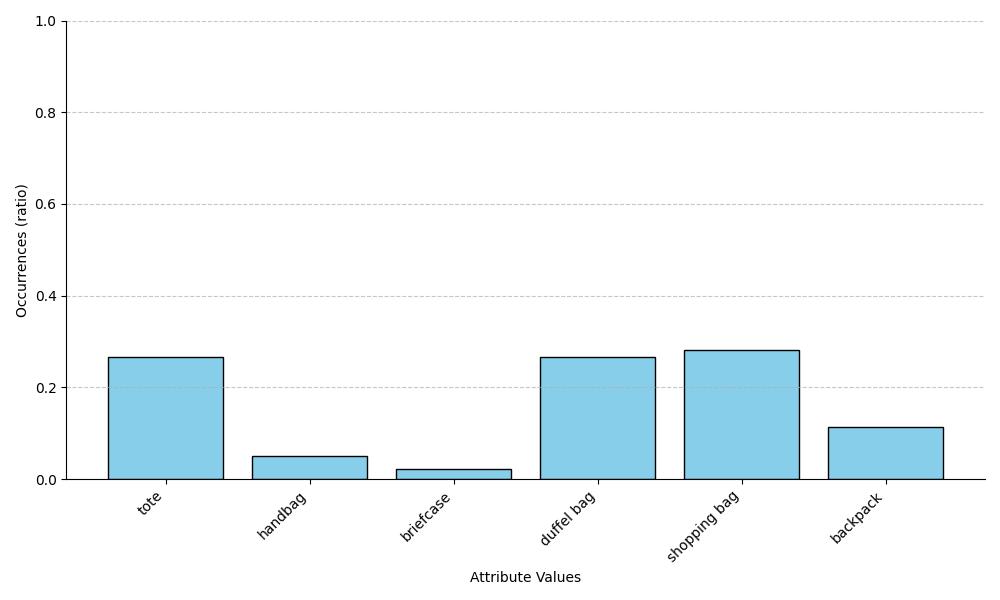 Occurrences (ratio)
1.0
0.8
0.6
0.4
0.2
0.0
tote
handbag
briefcase
duffel bag
shopping bag
backpack
Attribute Values